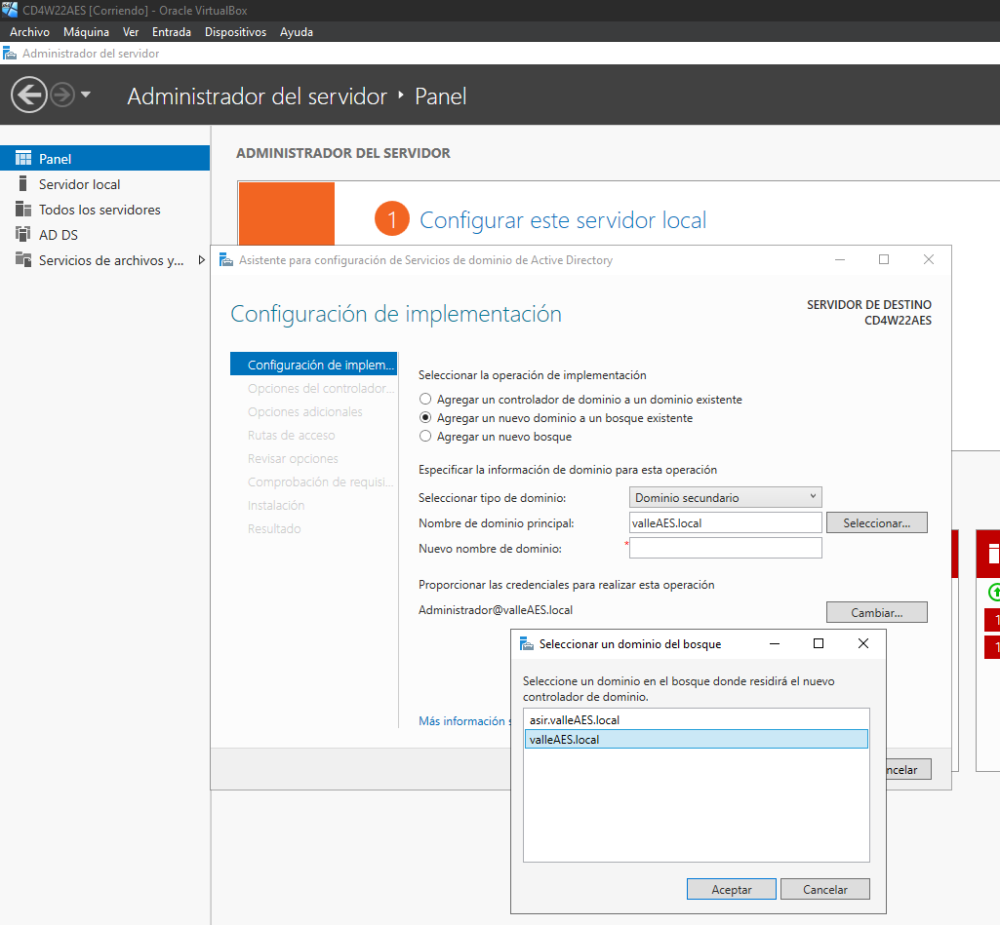 CD4W22AES [Corriendo] - Oracle VirtualBox
Archivo Máquina Ver Entrada Dispositivos Ayuda
Administrador del servidor
Administrador del servidor ‣ Panel
Panel
Servidor local
Todos los servidores
AD DS
Servicios de archivos y...
ADMINISTRADOR DEL SERVIDOR
1 Configurar este servidor local
Asistente para configuración de Servicios de dominio de Active Directory
Configuración de implementación
SERVIDOR DE DESTINO
CD4W22AES
Configuración de implem...
Opciones del controlador...
Opciones adicionales
Rutas de acceso
Revisar opciones
Comprobación de requisi...
Instalación
Resultado
Seleccionar la operación de implementación
Agregar un controlador de dominio a un dominio existente
Agregar un nuevo dominio a un bosque existente
Agregar un nuevo bosque
Especificar la información de dominio para esta operación
Seleccionar tipo de dominio: Dominio secundario
Nombre de dominio principal: valleAES.local Seleccionar...
Nuevo nombre de dominio: *
Proporcionar las credenciales para realizar esta operación
Administrador@valleAES.local Cambiar...
Más información s
ncelar
1
1
Seleccionar un dominio del bosque
Seleccione un dominio en el bosque donde residirá el nuevo
controlador de dominio.
asir.valleAES.local
valleAES.local
Aceptar Cancelar